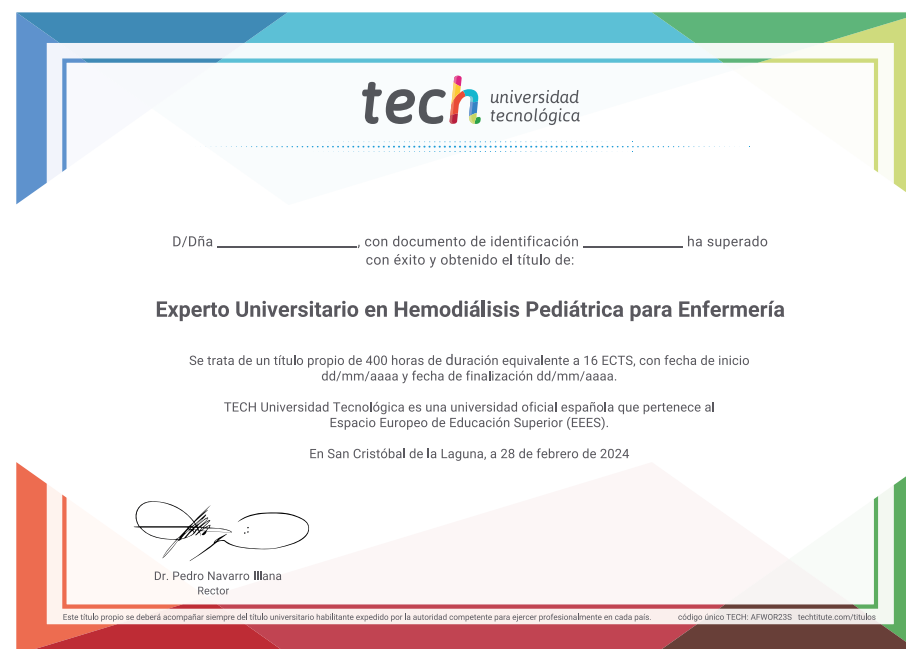 tech universidad
tecnológica
D/Dña ____________________, con documento de identificación ______________ ha superado
con éxito y obtenido el título de:
Experto Universitario en Hemodiálisis Pediátrica para Enfermería
Se trata de un título propio de 400 horas de duración equivalente a 16 ECTS, con fecha de inicio
dd/mm/aaaa y fecha de finalización dd/mm/aaaa.
TECH Universidad Tecnológica es una universidad oficial española que pertenece al
Espacio Europeo de Educación Superior (EEES).
En San Cristóbal de la Laguna, a 28 de febrero de 2024
Dr. Pedro Navarro Illana
Rector
Este título propio se deberá acompañar siempre del título universitario habilitante expedido por la autoridad competente para ejercer profesionalmente en cada país. código único TECH: AFWOR23S techtitute.com/titulos